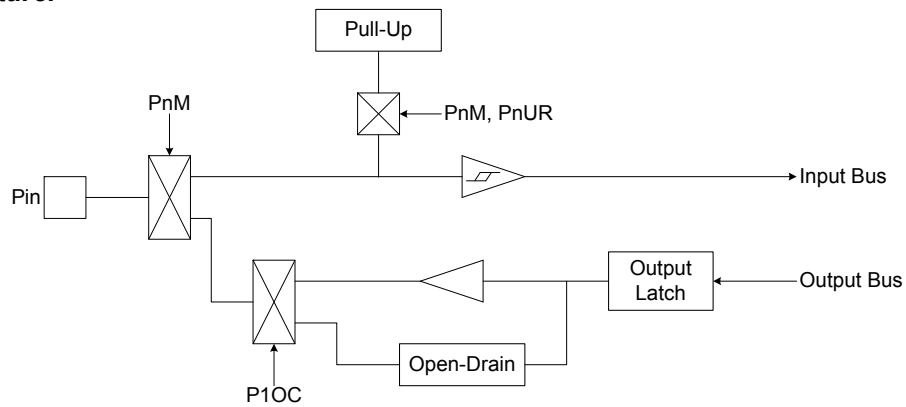 Pull-Up
PnM
PnM, PnUR
Pin
Input Bus
Output
Latch
Output Bus
Open-Drain
P1OC